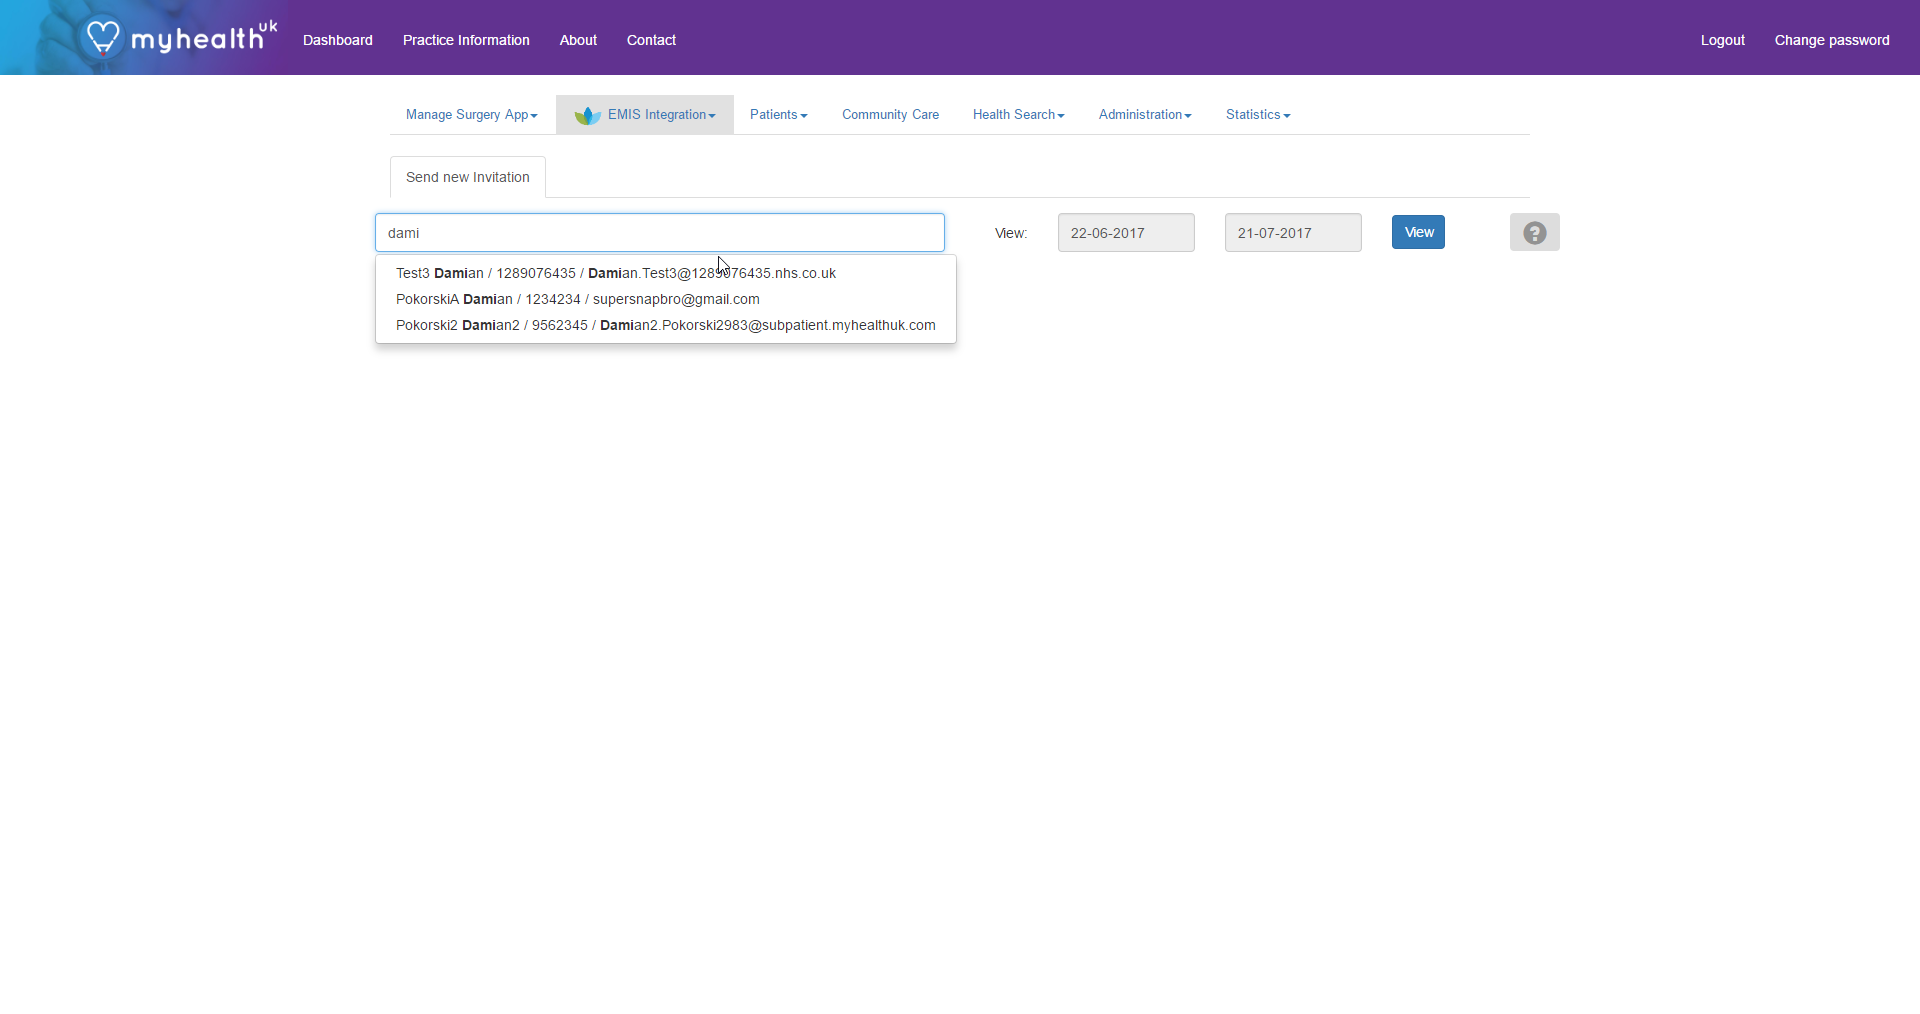 myhealth uk
Dashboard Practice Information About Contact Logout Change password
Manage Surgery App EMIS Integration Patients Community Care Health Search Administration Statistics
Send new Invitation
dami View: 22-06-2017 21-07-2017 View ?
Test3 Damian / 1289076435 / Damian.Test3@1289076435.nhs.co.uk
PokorskiA Damian / 1234234 / supersnapbro@gmail.com
Pokorski2 Damian2 / 9562345 / Damian2.Pokorski2983@subpatient.myhealthuk.com